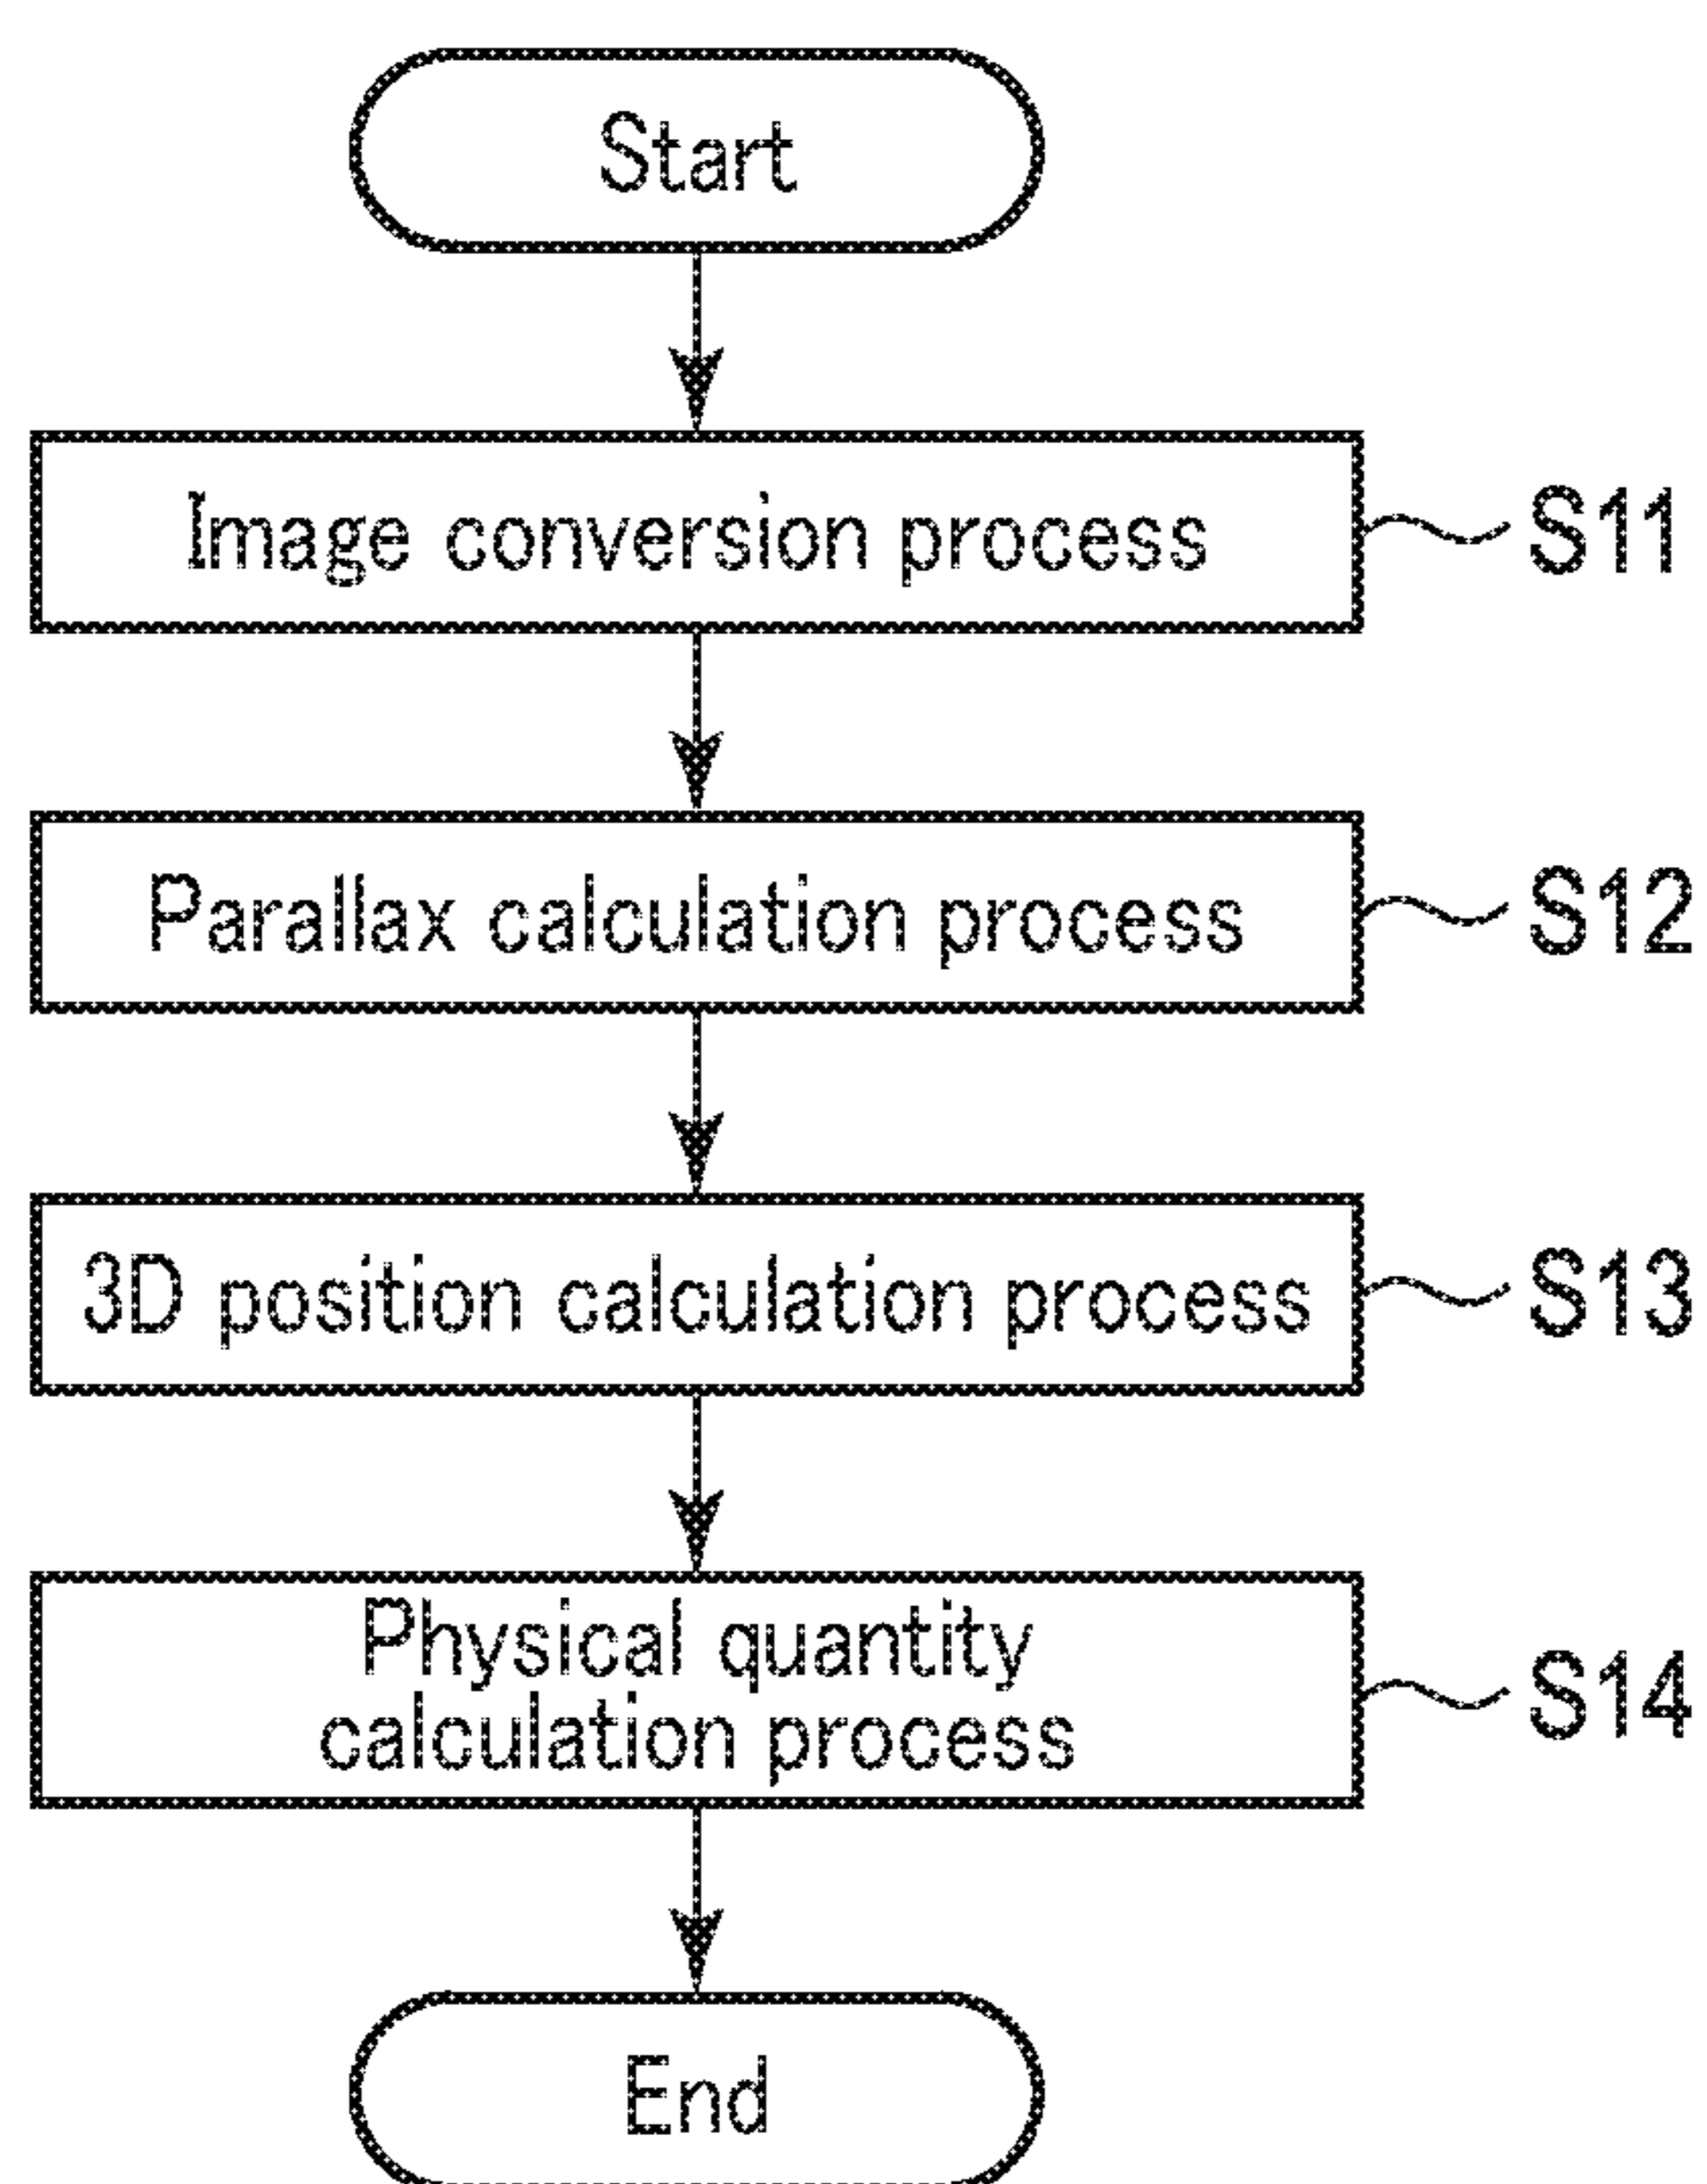 Start
Image conversion process
S11
Parallax calculation process
S12
3D position calculation process
S13
Physical quantity
calculation process
S14
End